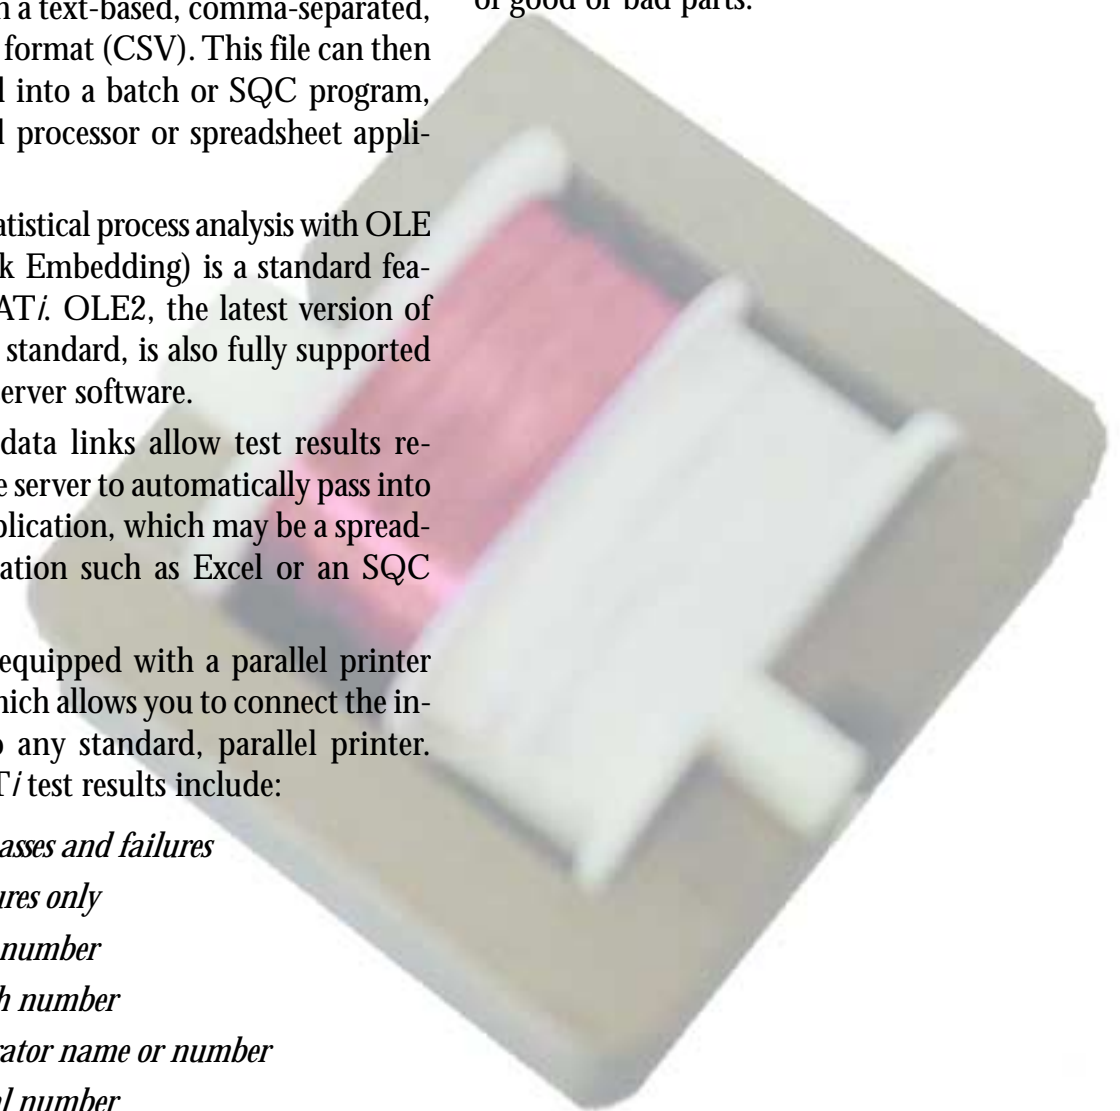 n a text-based, comma-separated,
format (CSV). This file can then
l into a batch or SQC program,
l processor or spreadsheet appli-
atistical process analysis with OLE
k Embedding) is a standard fea-
ATi. OLE2, the latest version of
standard, is also fully supported
erver software.
data links allow test results re-
e server to automatically pass into
plication, which may be a spread-
ation such as Excel or an SQC
equipped with a parallel printer
hich allows you to connect the in-
o any standard, parallel printer.
Ti test results include:
asses and failures
ures only
number
h number
rator name or number
al number
of good or bad parts.